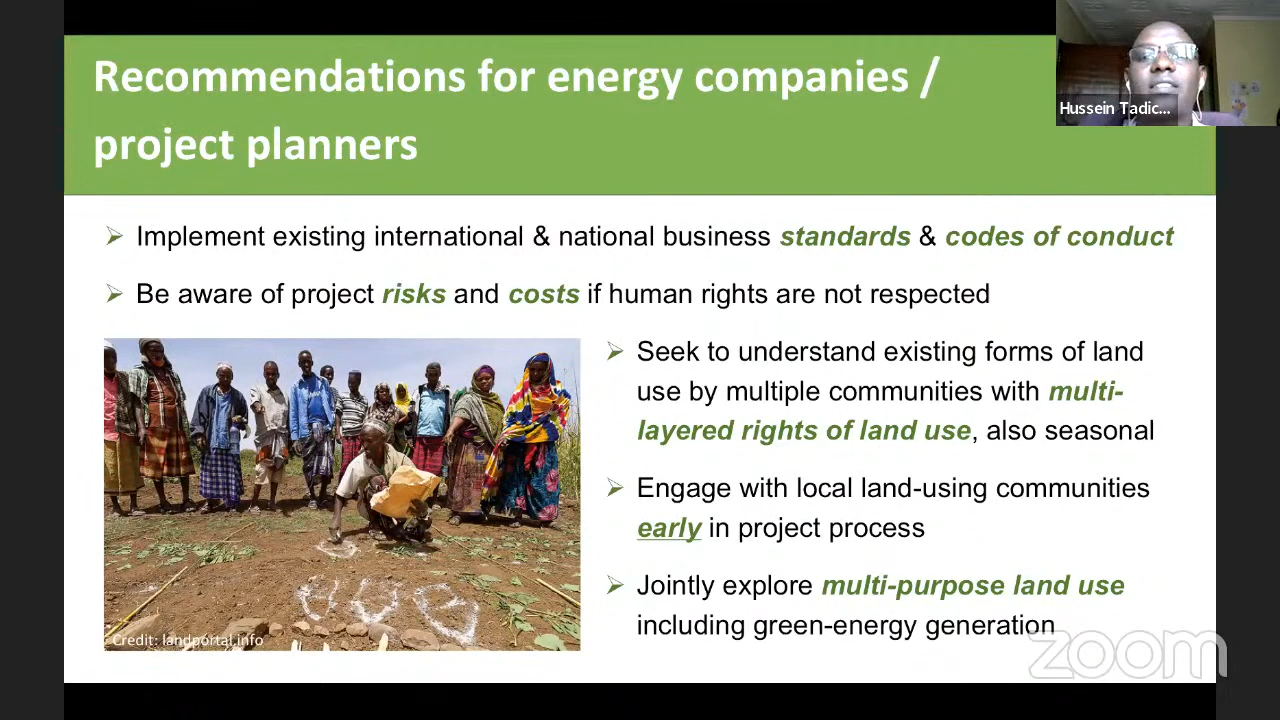 Recommendations for energy companies /
project planners
Hussein Tadic...
➢ Implement existing international & national business standards & codes of conduct
➢ Be aware of project risks and costs if human rights are not respected
➢ Seek to understand existing forms of land
use by multiple communities with multi-
layered rights of land use, also seasonal
➢ Engage with local land-using communities
early in project process
➢ Jointly explore multi-purpose land use
including green-energy generation
Credit: landportal.info
zoom